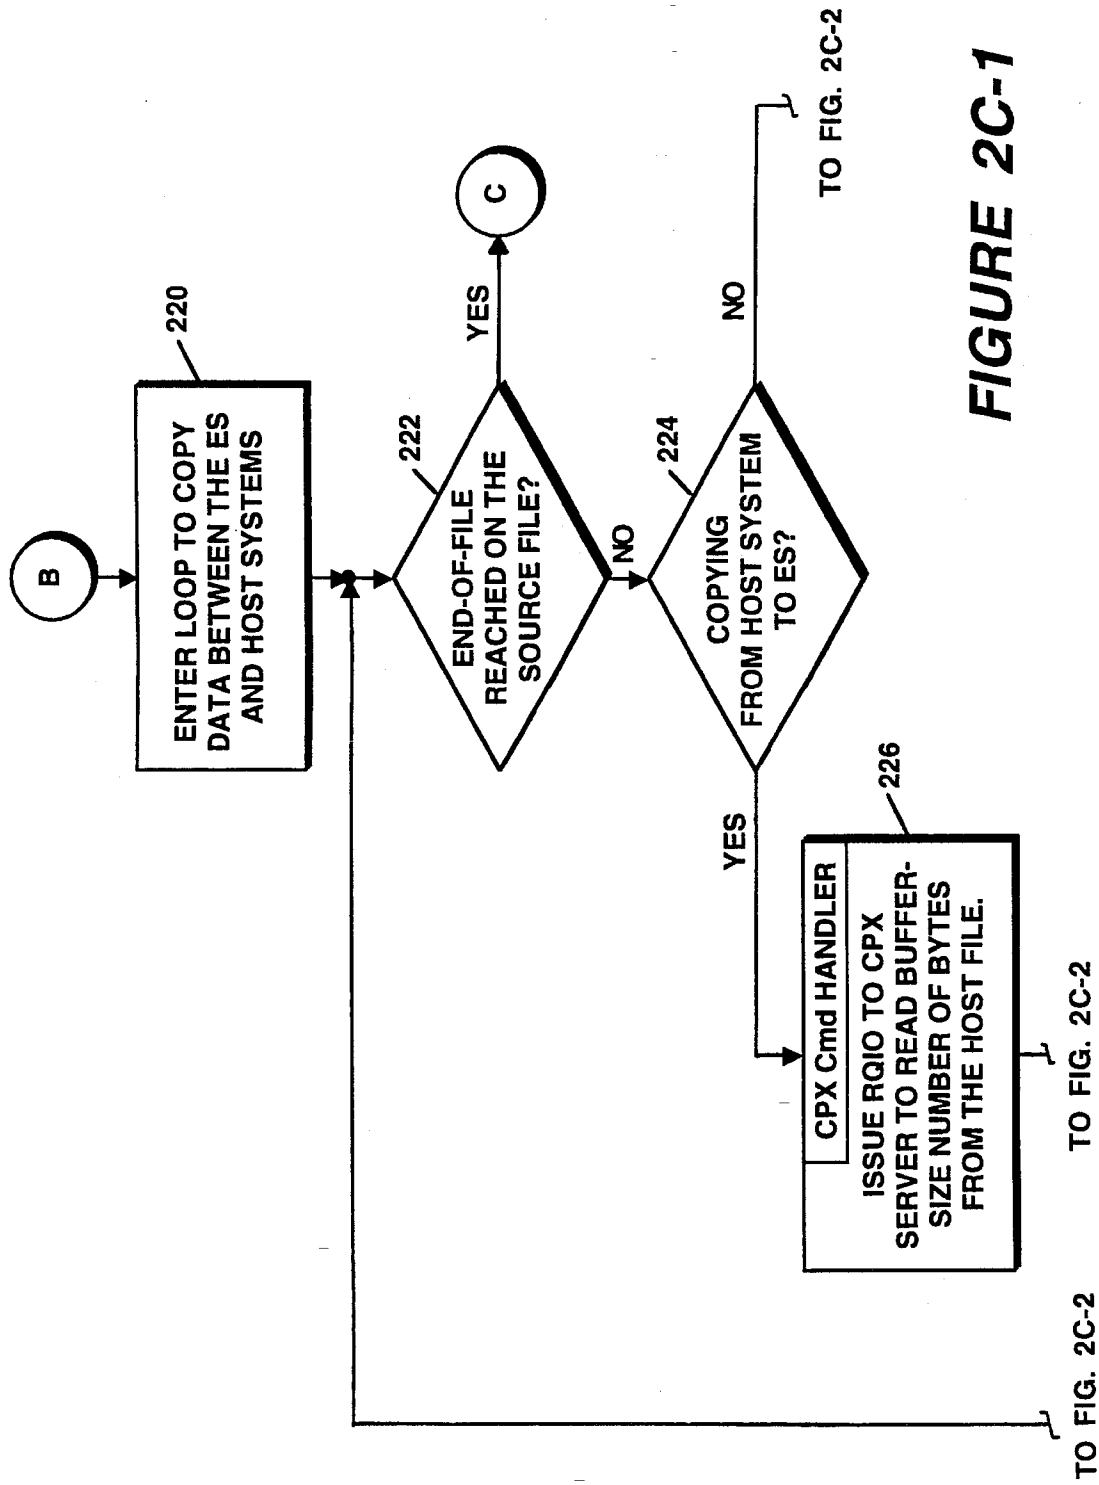 B
220
ENTER LOOP TO COPY
DATA BETWEEN THE ES
AND HOST SYSTEMS
222
END-OF-FILE
REACHED ON THE
SOURCE FILE?
YES
C
NO
224
COPYING
FROM HOST SYSTEM
TO ES?
YES
NO
TO FIG. 2C-2
226
CPX Cmd HANDLER
ISSUE RQIO TO CPX
SERVER TO READ BUFFER-
SIZE NUMBER OF BYTES
FROM THE HOST FILE.
TO FIG. 2C-2
TO FIG. 2C-2
FIGURE 2C-1